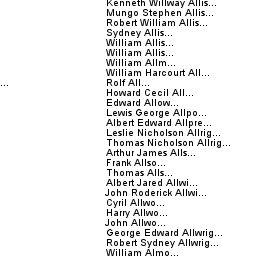 Kenneth Willway Allis...
Mungo Stephen Allis...
Robert William Allis...
Sydney Allis...
William Allis...
William Allis...
William Allm...
William Harcourt All...
... Rolf All...
Howard Cecil All...
Edward Allow...
Lewis George Allpo...
Albert Edward Allpre...
Leslie Nicholson Allrig...
Thomas Nicholson Allrig...
Arthur James Alls...
Frank Allso...
Thomas Alls...
Albert Jared Allwi...
John Roderick Allwi...
Cyril Allwo...
Harry Allwo...
John Allwo...
George Edward Allwrig...
Robert Sydney Allwrig...
William Almo...